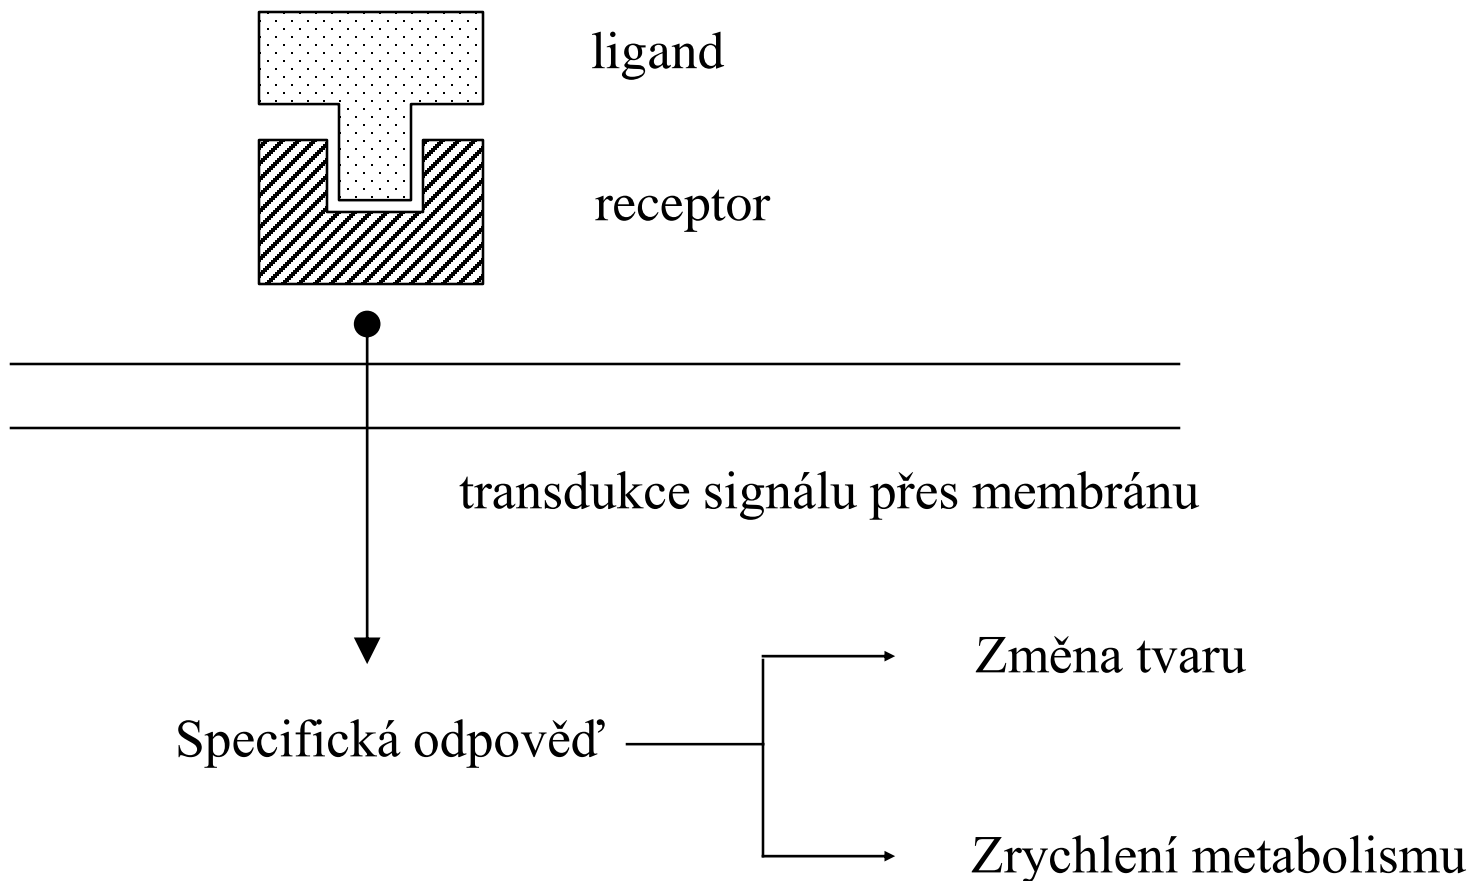 ligand
receptor
transdukce signálu přes membránu
Změna tvaru
Specifická odpověď
Zrychlení metabolismu